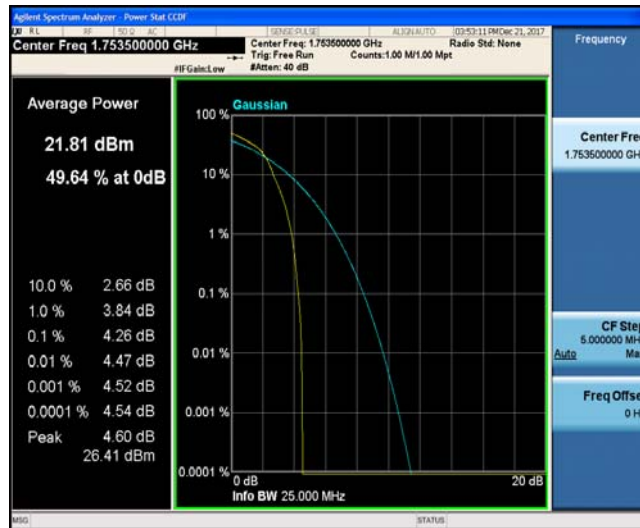 Agilent Spectrum Analyzer - Power Stat CCDF
RL RF 50 Ω AC SENSE:PULSE ALIGN AUTO 03:53:11 PM Dec 21, 2017
Center Freq 1.753500000 GHz
Center Freq: 1.753500000 GHz Radio Std: None
Trig: Free Run Counts:1.00 M/1.00 Mpt
#IFGain:Low #Atten: 40 dB
Frequency
Average Power
21.81 dBm
49.64 % at 0dB
10.0 % 2.66 dB
1.0 % 3.84 dB
0.1 % 4.26 dB
0.01 % 4.47 dB
0.001 % 4.52 dB
0.0001 % 4.54 dB
Peak 4.60 dB
26.41 dBm
Gaussian
100 %
10 %
1 %
0.1 %
0.01 %
0.001 %
0.0001 %
0 dB 20 dB
Info BW 25.000 MHz
Center Fre
1.753500000 GH
CF Step
5.000000 MH
Auto Ma
Freq Offse
0 H
MSG STATUS